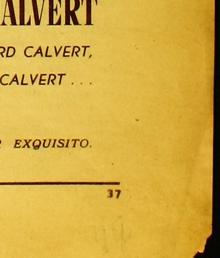 ALVERT
RD CALVERT,
CALVERT ...
EXQUISITO.
37